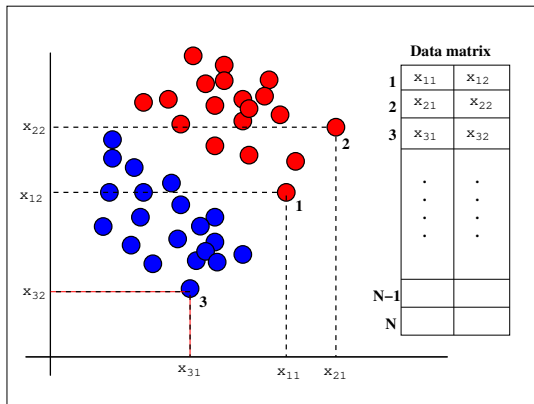 Data matrix
1 x₁₁ x₁₂
2 x₂₁ x₂₂
3 x₃₁ x₃₂
. .
. .
. .
. .
N-1
N
x₂₂
2
x₁₂
1
x₃₂
3
x₃₁ x₁₁ x₂₁